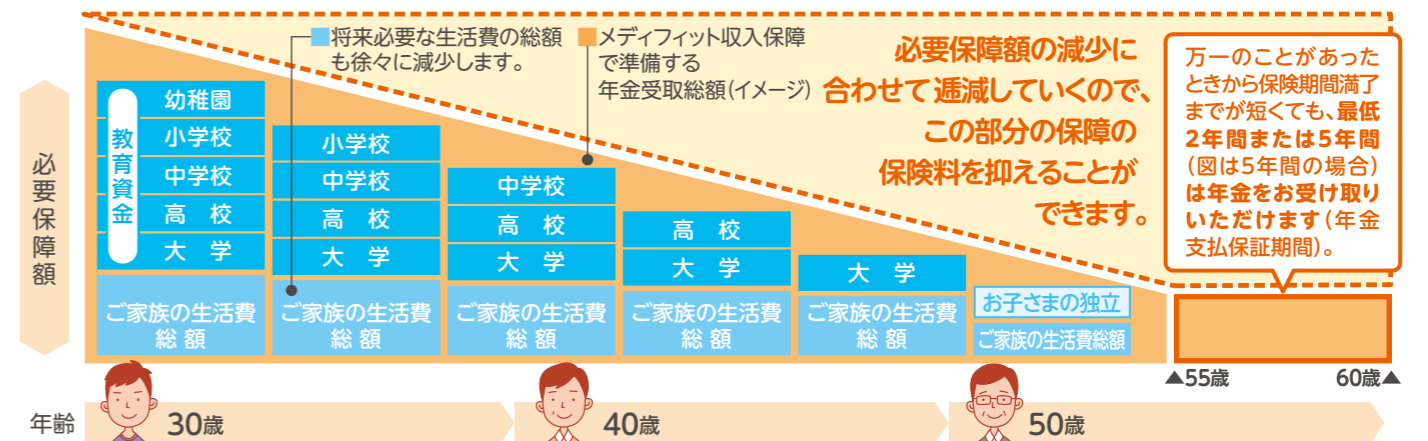 将来必要な生活費の総額
も徐々に減少します。
メディフィット収入保障
で準備する
年金受取総額(イメージ)
必要保障額の減少に
合わせて逓減していくので、
この部分の保障の
保険料を抑えることが
できます。
万一のことがあった
ときから保険期間満了
までが短くても、最低
2年間または5年間
(図は5年間の場合)
は年金をお受け取り
いただけます(年金
支払保証期間)。
必要保障額
教育資金
幼稚園
小学校
中学校
高 校
大 学
ご家族の生活費
総 額
小学校
中学校
高 校
大 学
ご家族の生活費
総 額
中学校
高 校
大 学
ご家族の生活費
総 額
高 校
大 学
ご家族の生活費
総 額
大 学
ご家族の生活費
総 額
お子さまの独立
ご家族の生活費総額
▲55歳
60歳▲
年齢
30歳
40歳
50歳